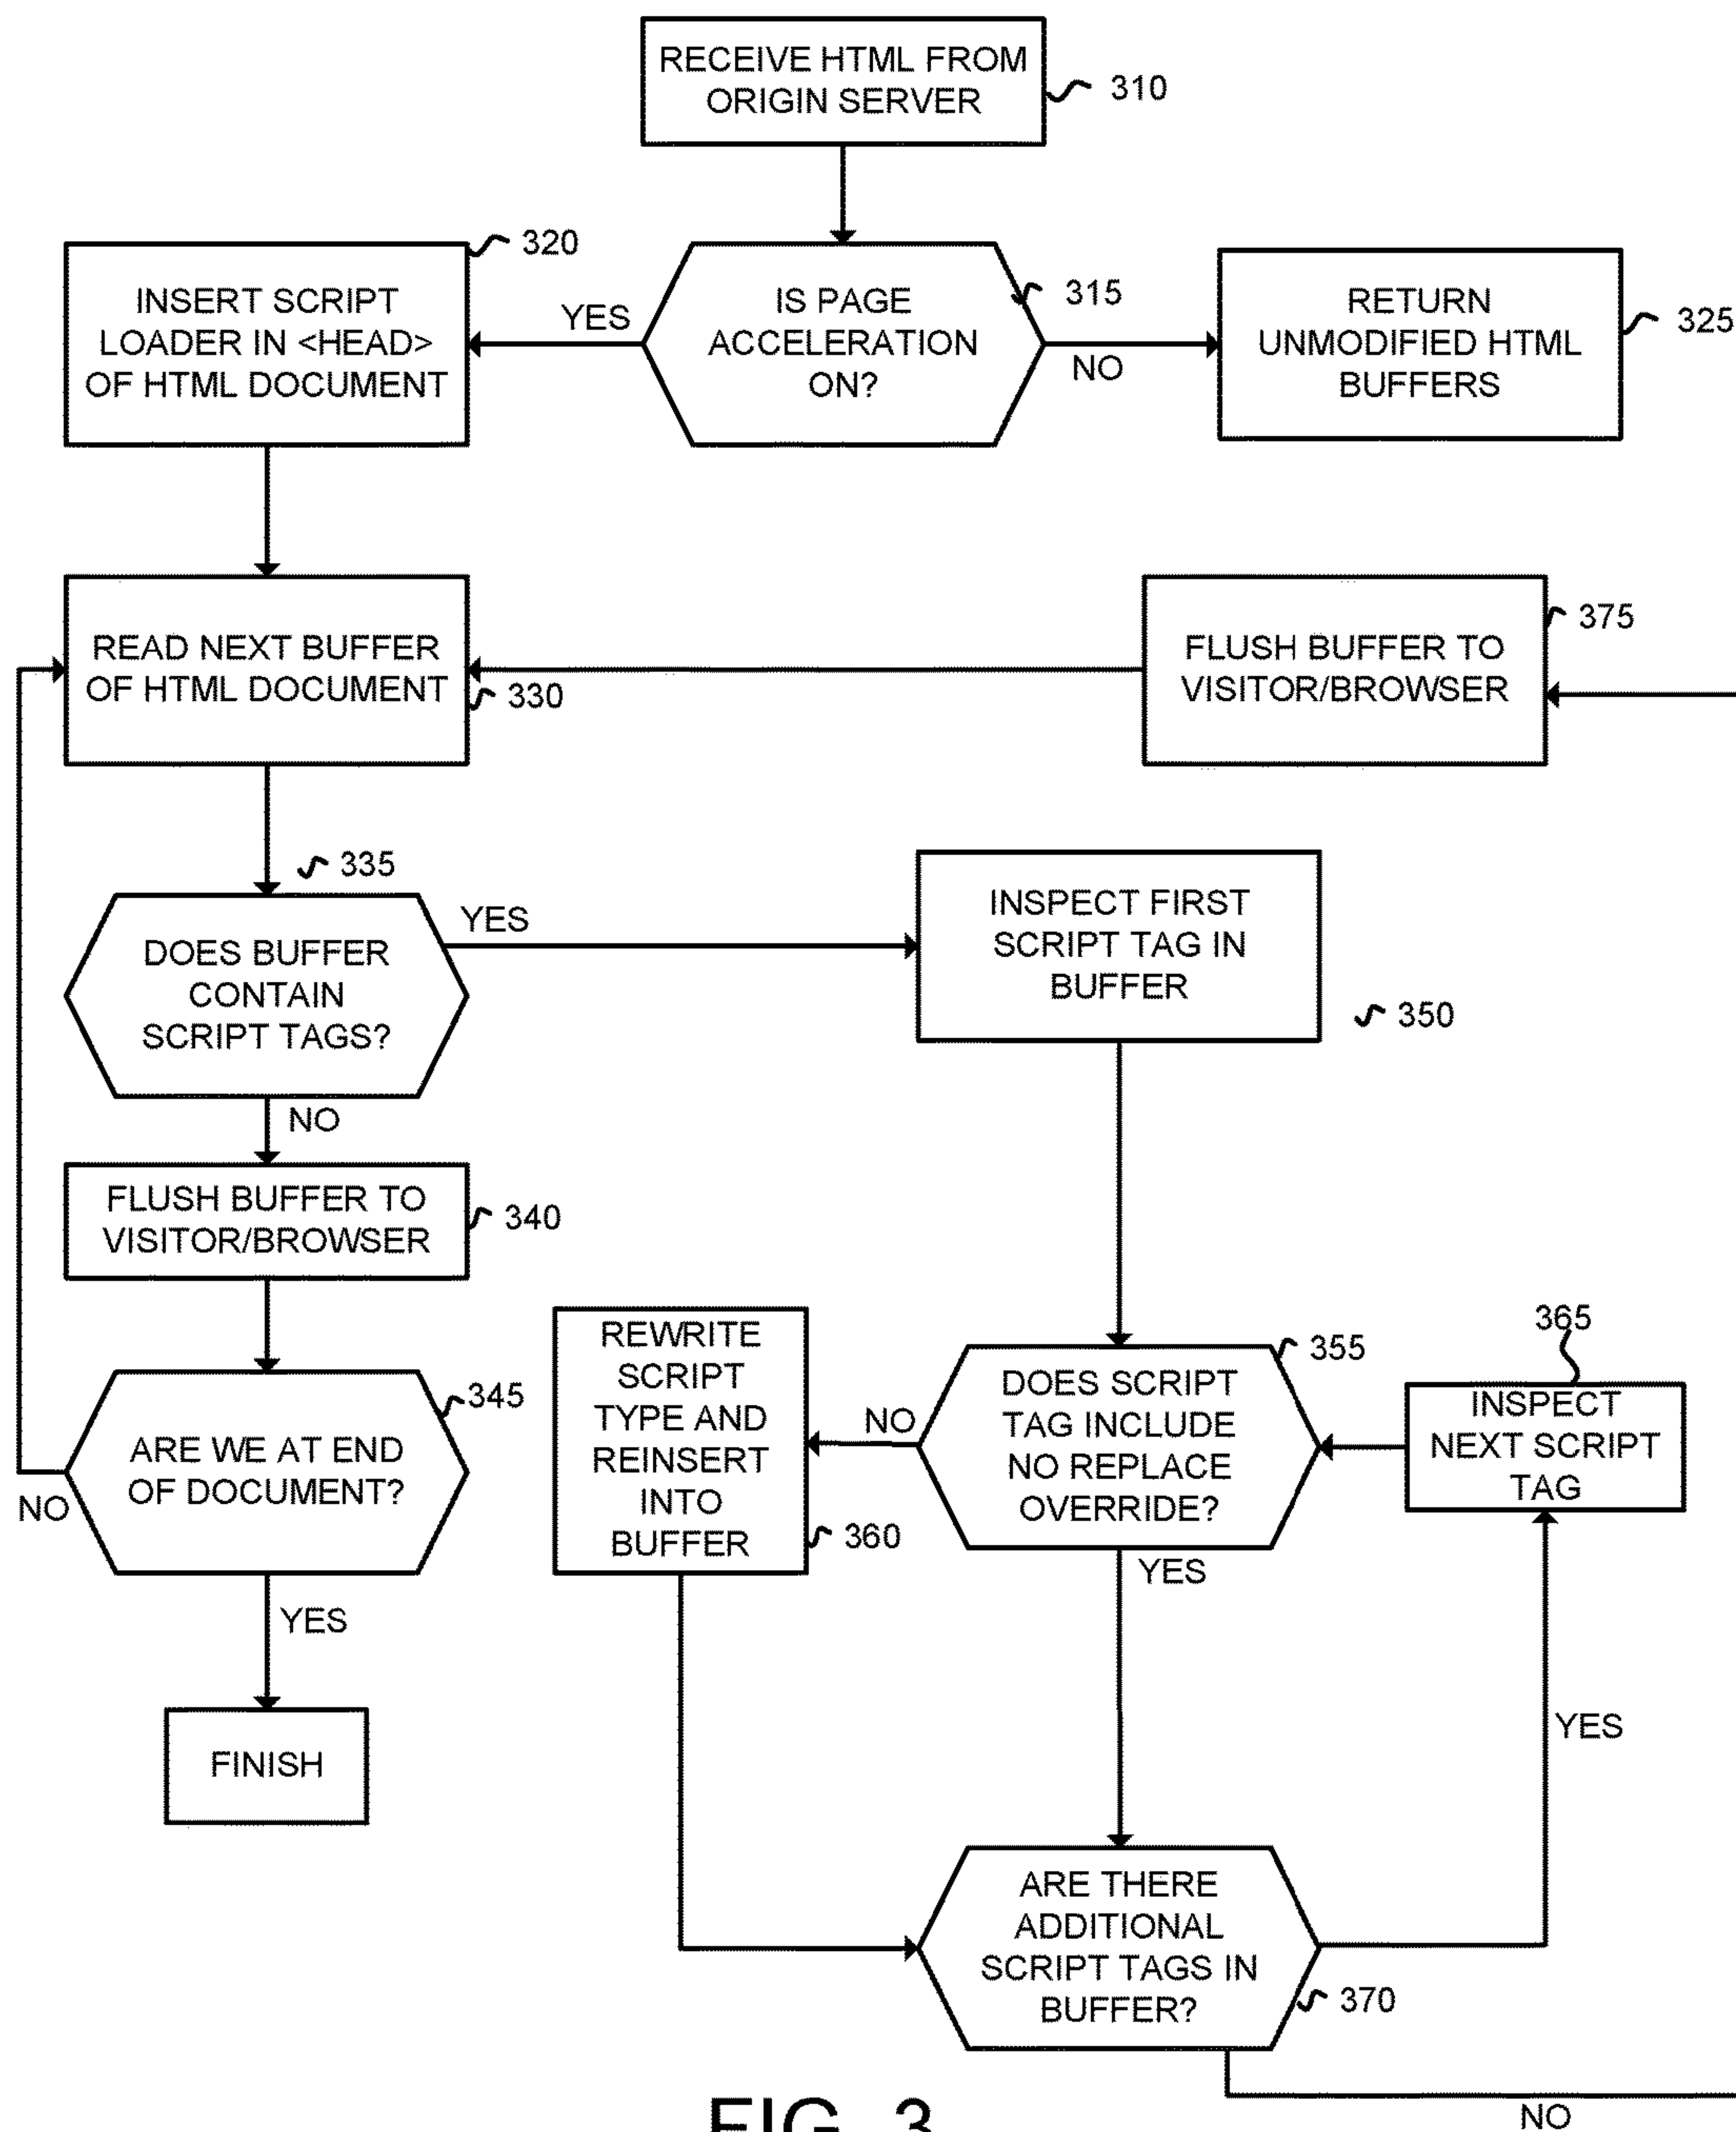 RECEIVE HTML FROM
ORIGIN SERVER
310
320
INSERT SCRIPT
LOADER IN <HEAD>
OF HTML DOCUMENT
YES
IS PAGE
ACCELERATION
ON?
315
NO
RETURN
UNMODIFIED HTML
BUFFERS
325
READ NEXT BUFFER
OF HTML DOCUMENT
330
FLUSH BUFFER TO
VISITOR/BROWSER
375
335
DOES BUFFER
CONTAIN
SCRIPT TAGS?
YES
INSPECT FIRST
SCRIPT TAG IN
BUFFER
350
NO
FLUSH BUFFER TO
VISITOR/BROWSER
340
345
ARE WE AT END
OF DOCUMENT?
NO
YES
FINISH
REWRITE
SCRIPT
TYPE AND
REINSERT
INTO
BUFFER
360
NO
355
DOES SCRIPT
TAG INCLUDE
NO REPLACE
OVERRIDE?
YES
365
INSPECT
NEXT SCRIPT
TAG
YES
ARE THERE
ADDITIONAL
SCRIPT TAGS IN
BUFFER?
370
NO
FIG. 3